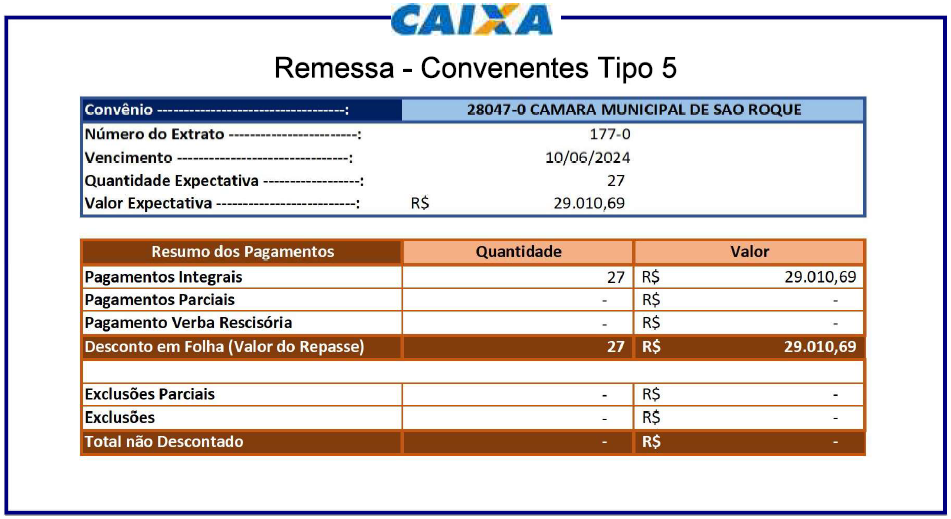 CAIXA
Remessa - Convenentes Tipo 5
Convênio -----------------------------------: 28047-0 CAMARA MUNICIPAL DE SAO ROQUE
Número do Extrato ------------------------: 177-0
Vencimento --------------------------------: 10/06/2024
Quantidade Expectativa ------------------: 27
Valor Expectativa --------------------------: R$ 29.010,69
Resumo dos Pagamentos Quantidade Valor
Pagamentos Integrais 27 R$ 29.010,69
Pagamentos Parciais - R$ -
Pagamento Verba Rescisória - R$ -
Desconto em Folha (Valor do Repasse) 27 R$ 29.010,69
Exclusões Parciais - R$ -
Exclusões - R$ -
Total não Descontado - R$ -